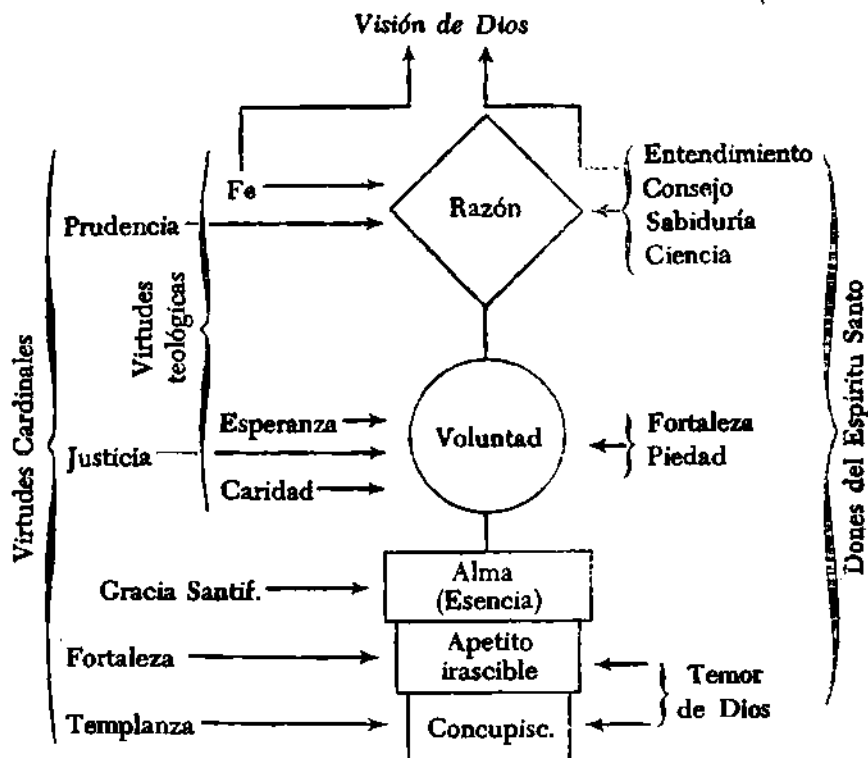 Visión de Dios
Fe
Prudencia
Virtudes
teológicas
Virtudes Cardinales
Razón
Entendimiento
Consejo
Sabiduría
Ciencia
Dones del Espíritu Santo
Esperanza
Justicia
Caridad
Voluntad
Fortaleza
Piedad
Gracia Santif.
Alma
(Esencia)
Fortaleza
Apetito
irascible
Temor
de Dios
Templanza
Concupisc.